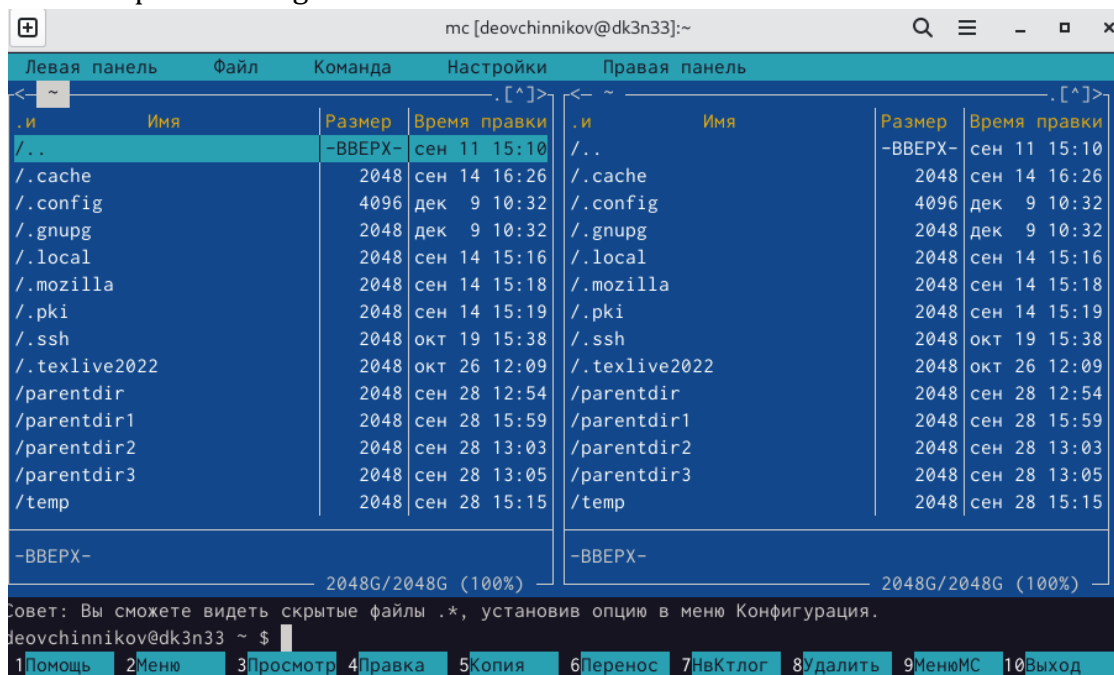 mc [deovchinnikov@dk3n33]:~
Левая панель Файл Команда Настройки Правая панель
<— ~ .[^]> <— ~ .[^]>
.и Имя Размер Время правки .и Имя Размер Время правки
/.. -ВВЕРХ- сен 11 15:10 /.. -ВВЕРХ- сен 11 15:10
/.cache 2048 сен 14 16:26 /.cache 2048 сен 14 16:26
/.config 4096 дек 9 10:32 /.config 4096 дек 9 10:32
/.gnupg 2048 дек 9 10:32 /.gnupg 2048 дек 9 10:32
/.local 2048 сен 14 15:16 /.local 2048 сен 14 15:16
/.mozilla 2048 сен 14 15:18 /.mozilla 2048 сен 14 15:18
/.pki 2048 сен 14 15:19 /.pki 2048 сен 14 15:19
/.ssh 2048 окт 19 15:38 /.ssh 2048 окт 19 15:38
/.texlive2022 2048 окт 26 12:09 /.texlive2022 2048 окт 26 12:09
/parentdir 2048 сен 28 12:54 /parentdir 2048 сен 28 12:54
/parentdir1 2048 сен 28 15:59 /parentdir1 2048 сен 28 15:59
/parentdir2 2048 сен 28 13:03 /parentdir2 2048 сен 28 13:03
/parentdir3 2048 сен 28 13:05 /parentdir3 2048 сен 28 13:05
/temp 2048 сен 28 15:15 /temp 2048 сен 28 15:15
-ВВЕРХ- -ВВЕРХ-
2048G/2048G (100%) 2048G/2048G (100%)
Совет: Вы сможете видеть скрытые файлы .*, установив опцию в меню Конфигурация.
deovchinnikov@dk3n33 ~ $
1Помощь 2Меню 3Просмотр 4Правка 5Копия 6Перенос 7НвКтлог 8Удалить 9МенюМС 10Выход